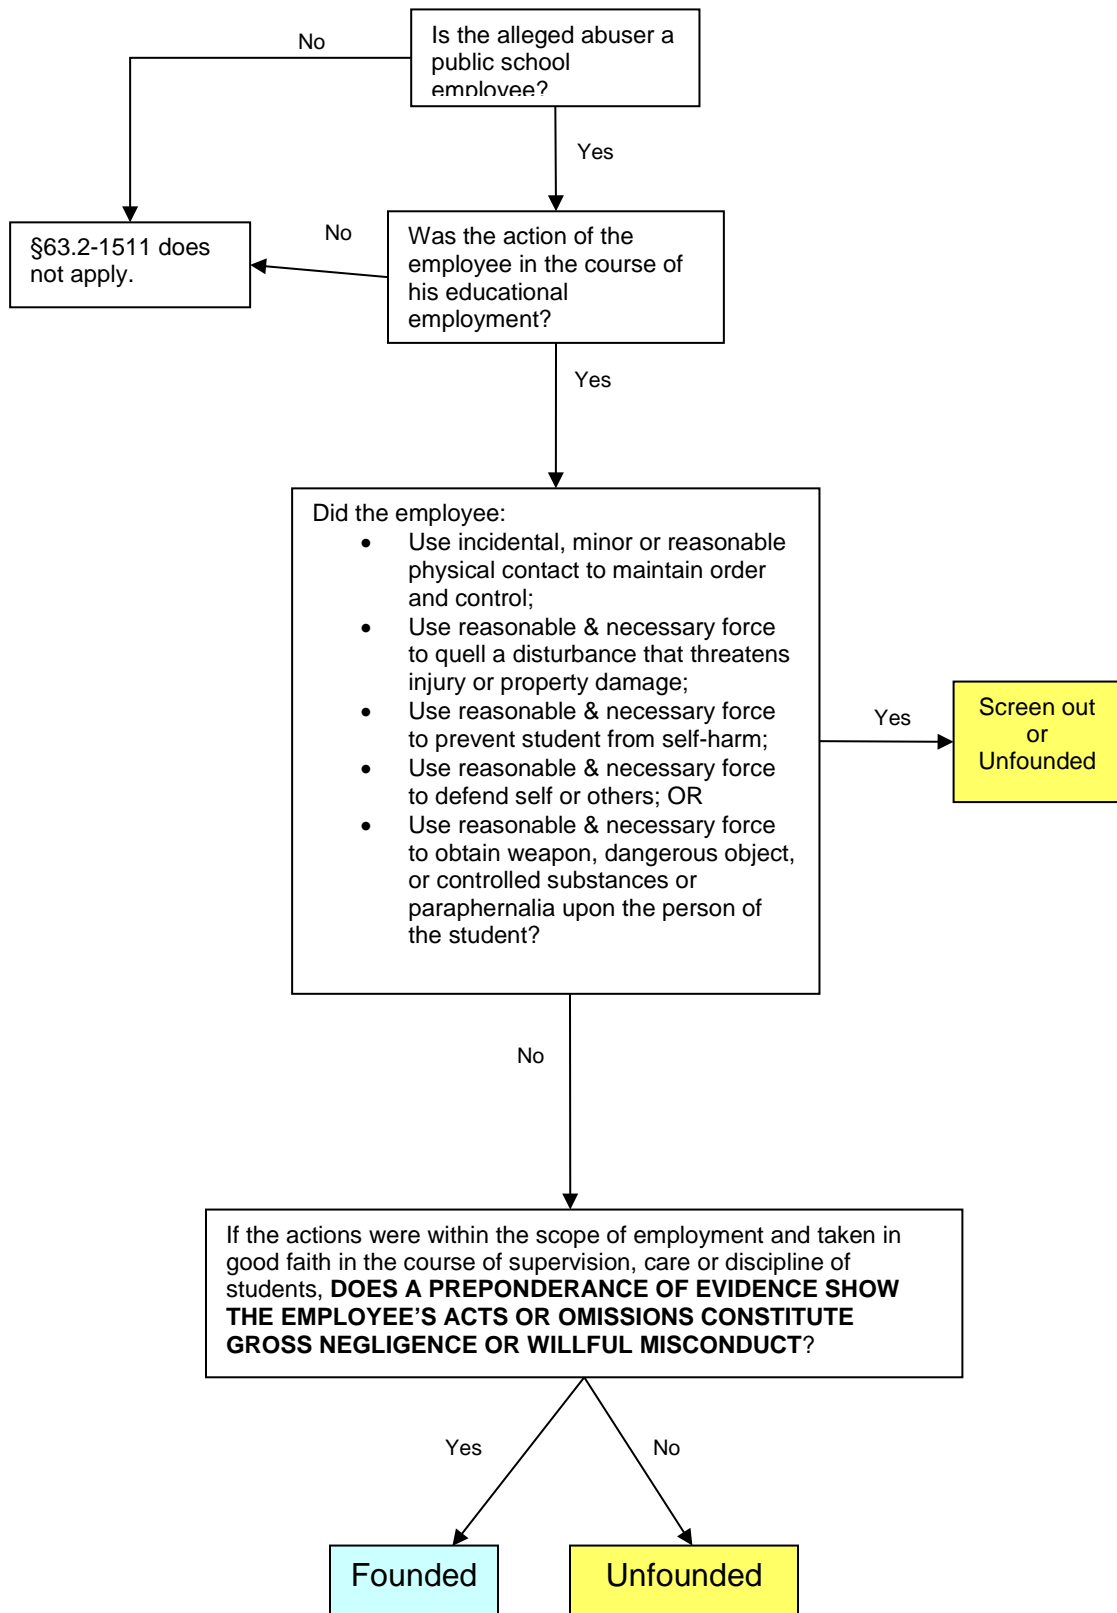 Is the alleged abuser a
public school
employee?
No
Yes
§63.2-1511 does
not apply.
No
Was the action of the
employee in the course of
his educational
employment?
Yes
Did the employee:
• Use incidental, minor or reasonable
physical contact to maintain order
and control;
• Use reasonable & necessary force
to quell a disturbance that threatens
injury or property damage;
• Use reasonable & necessary force
to prevent student from self-harm;
• Use reasonable & necessary force
to defend self or others; OR
• Use reasonable & necessary force
to obtain weapon, dangerous object,
or controlled substances or
paraphernalia upon the person of
the student?
Yes
Screen out
or
Unfounded
No
If the actions were within the scope of employment and taken in
good faith in the course of supervision, care or discipline of
students, DOES A PREPONDERANCE OF EVIDENCE SHOW
THE EMPLOYEE’S ACTS OR OMISSIONS CONSTITUTE
GROSS NEGLIGENCE OR WILLFUL MISCONDUCT?
Yes
No
Founded
Unfounded